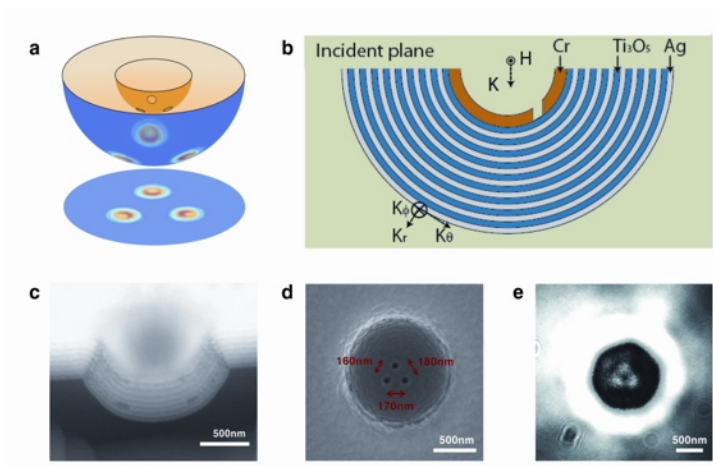 a
b
Incident plane
H
K
Cr
Ti₃O₅
Ag
Kϕ
Kr
Kθ
c
500nm
d
160nm
180nm
170nm
500nm
e
500nm